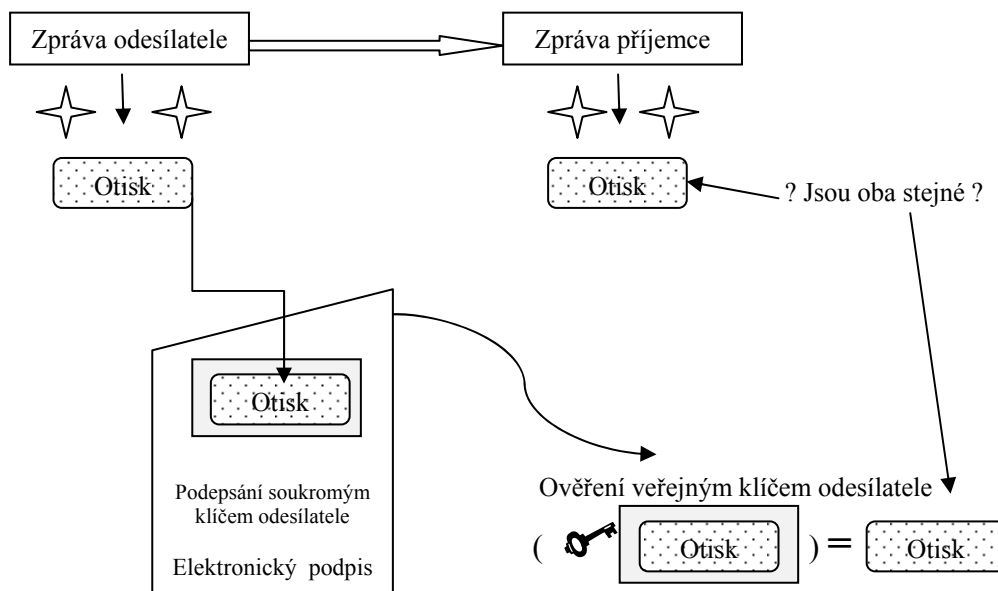 Zpráva odesílatele
Zpráva příjemce
Otisk
Otisk
? Jsou oba stejné ?
Otisk
Podepsání soukromým
klíčem odesílatele
Elektronický podpis
Ověření veřejným klíčem odesílatele
( Otisk ) = Otisk